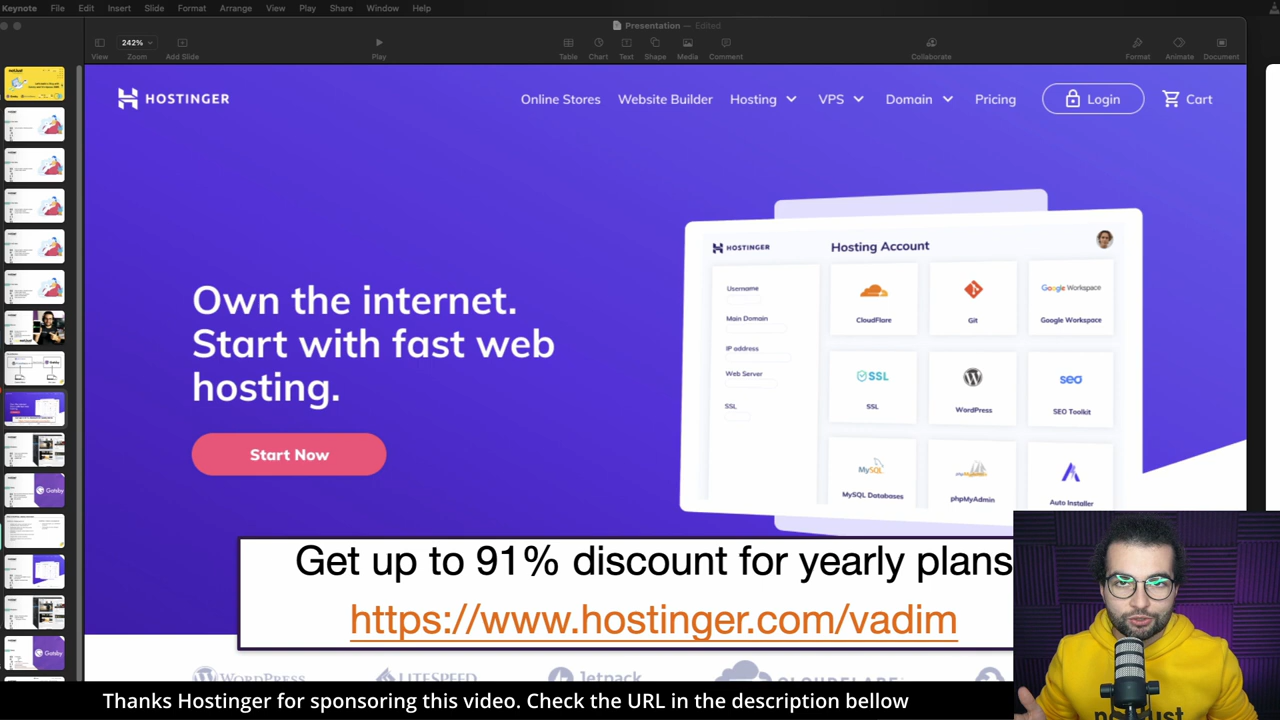 Keynote File Edit Insert Slide Format Arrange View Play Share Window Help
Presentation — Edited
242%
View Zoom Add Slide Play Table Chart Text Shape Media Comment Collaborate Format Animate Document
HOSTINGER Online Stores Website Builder Hosting VPS Domain Pricing Login Cart
HOSTINGER
Hosting Account
Username
Main Domain
IP address
Web Server
SSL
CloudFlare
Git
Google Workspace
Google Workspace
SSL
SSL
WordPress
seo
SEO Toolkit
MySQL
MySQL Databases
phpMyAdmin
phpMyAdmin
Auto Installer
Own the internet.
Start with fast web
hosting.
Start Now
Get up to 91% discount for yearly plans
https://www.hostinger.com/vadim
WORDPRESS LITESPEED Jetpack CLOUDFLARE
Thanks Hostinger for sponsoring this video. Check the URL in the description bellow